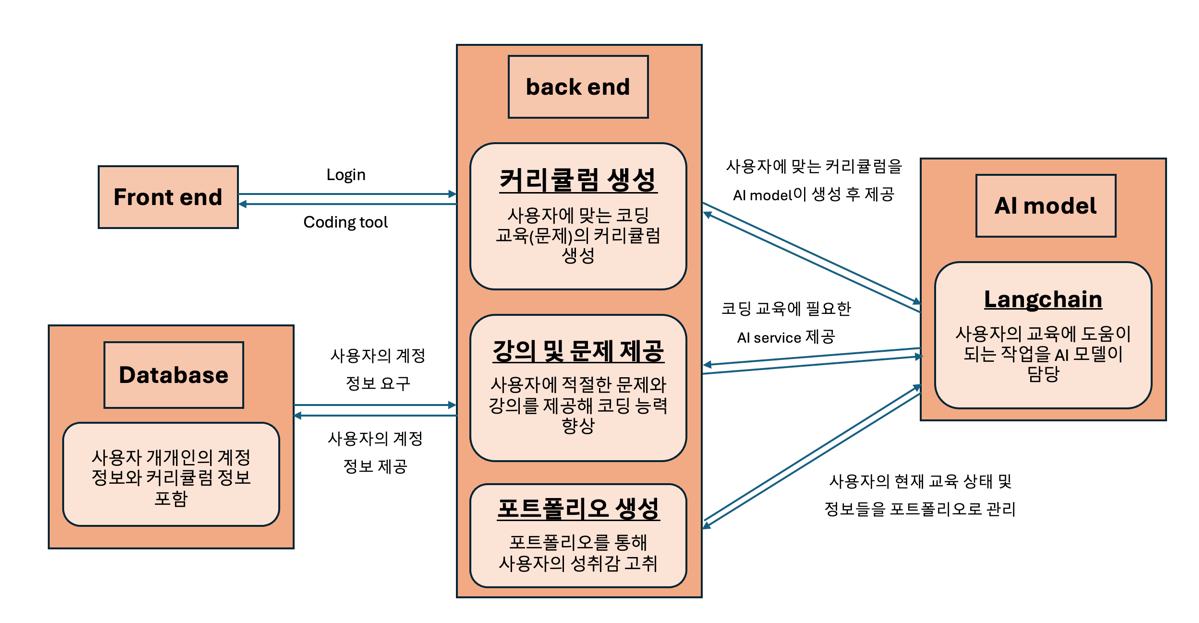 back end
커리큘럼 생성
사용자에 맞는 코딩
교육(문제)의 커리큘럼
생성
강의 및 문제 제공
사용자에 적절한 문제와
강의를 제공해 코딩 능력
향상
포트폴리오 생성
포트폴리오를 통해
사용자의 성취감 고취
Front end
Login
Coding tool
Database
사용자 개개인의 계정
정보와 커리큘럼 정보
포함
사용자의 계정
정보 요구
사용자의 계정
정보 제공
사용자에 맞는 커리큘럼을
AI model이 생성 후 제공
코딩 교육에 필요한
AI service 제공
사용자의 현재 교육 상태 및
정보들을 포트폴리오로 관리
AI model
Langchain
사용자의 교육에 도움이
되는 작업을 AI 모델이
담당